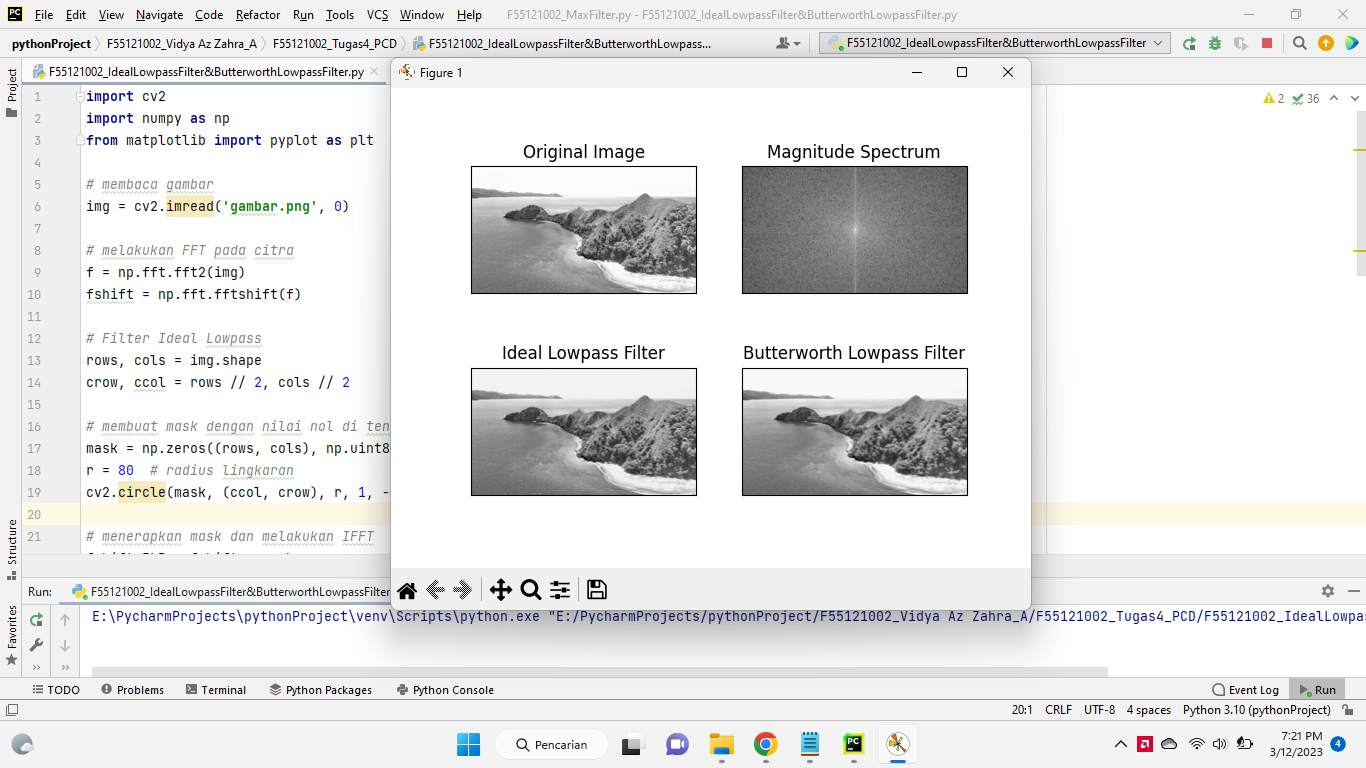 PC File Edit View Navigate Code Refactor Run Tools VCS Window Help F55121002_MaxFilter.py - F55121002_IdealLowpassFilter&ButterworthLowpassFilter.py
pythonProject F55121002_Vidya Az Zahra_A F55121002_Tugas4_PCD F55121002_IdealLowpassFilter&ButterworthLowpass... F55121002_IdealLowpassFilter&ButterworthLowpassFilter
Project
F55121002_IdealLowpassFilter&ButterworthLowpassFilter.py
2 36
1 import cv2
2 import numpy as np
3 from matplotlib import pyplot as plt
4
5 # membaca gambar
6 img = cv2.imread('gambar.png', 0)
7
8 # melakukan FFT pada citra
9 f = np.fft.fft2(img)
10 fshift = np.fft.fftshift(f)
11
12 # Filter Ideal Lowpass
13 rows, cols = img.shape
14 crow, ccol = rows // 2, cols // 2
15
16 # membuat mask dengan nilai nol di ten
17 mask = np.zeros((rows, cols), np.uint8
18 r = 80 # radius lingkaran
19 cv2.circle(mask, (ccol, crow), r, 1, -
20
21 # menerapkan mask dan melakukan IFFT
Figure 1
Original Image
Magnitude Spectrum
Ideal Lowpass Filter
Butterworth Lowpass Filter
Structure
Favorites
Run: F55121002_IdealLowpassFilter&ButterworthLowpassFilter
E:\PycharmProjects\pythonProject\venv\Scripts\python.exe "E:/PycharmProjects/pythonProject/F55121002_Vidya Az Zahra_A/F55121002_Tugas4_PCD/F55121002_IdealLowpas
TODO Problems Terminal Python Packages Python Console Event Log Run
20:1 CRLF UTF-8 4 spaces Python 3.10 (pythonProject)
Pencarian
PC
7:21 PM
3/12/2023
4